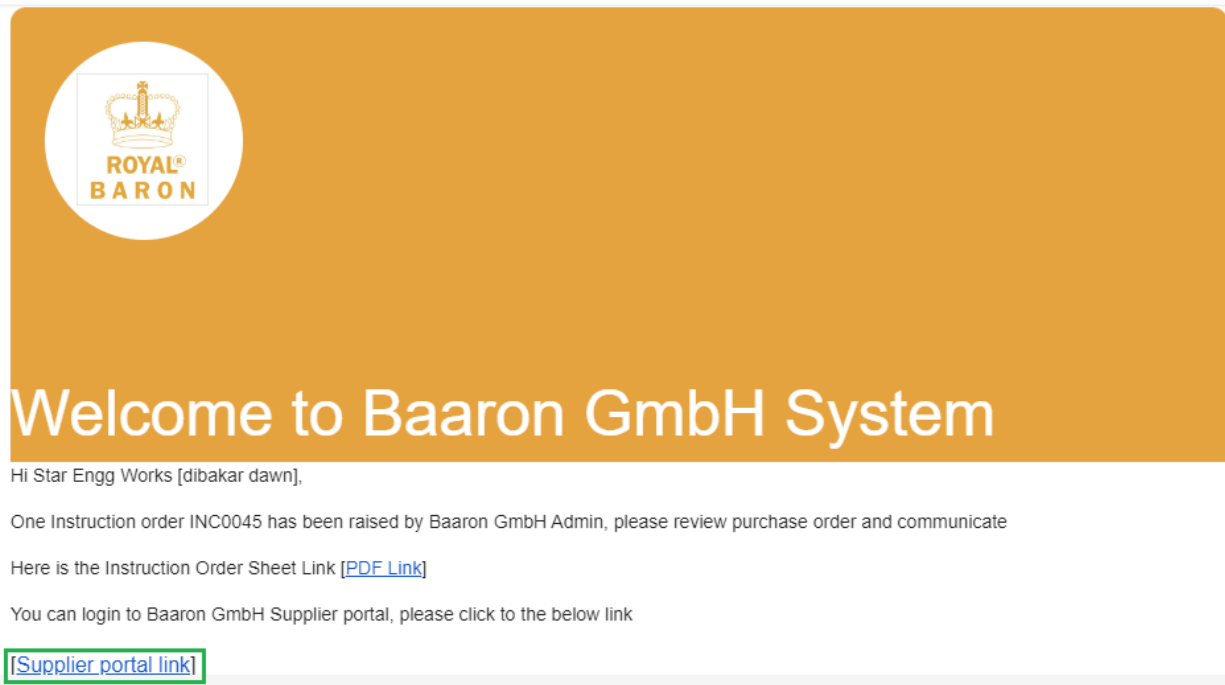 ROYAL®
BARON
Welcome to Baaron GmbH System
Hi Star Engg Works [dibakar dawn],
One Instruction order INC0045 has been raised by Baaron GmbH Admin, please review purchase order and communicate
Here is the Instruction Order Sheet Link [PDF Link]
You can login to Baaron GmbH Supplier portal, please click to the below link
[Supplier portal link]